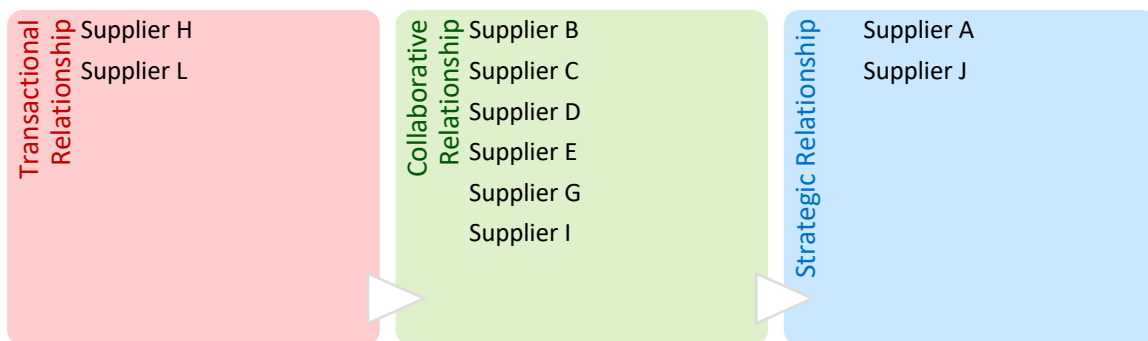 Transactional
Relationship
Supplier H
Supplier L
Collaborative
Relationship
Supplier B
Supplier C
Supplier D
Supplier E
Supplier G
Supplier I
Strategic Relationship
Supplier A
Supplier J